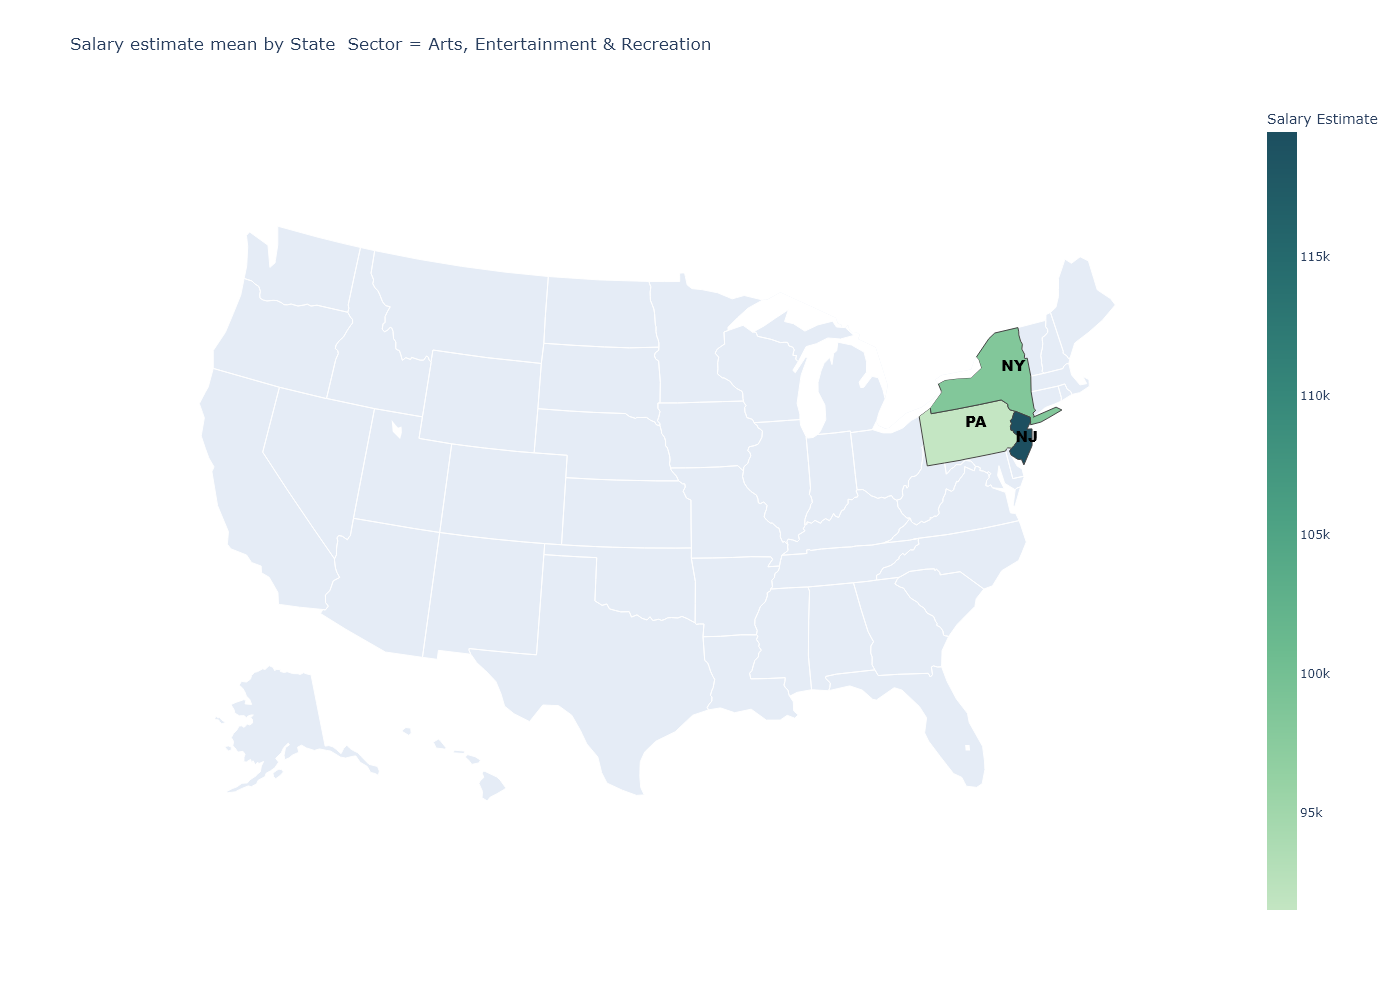 Salary estimate mean by State  Sector = Arts, Entertainment & Recreation
Salary Estimate
115k
110k
105k
100k
95k
NY
PA
NJ